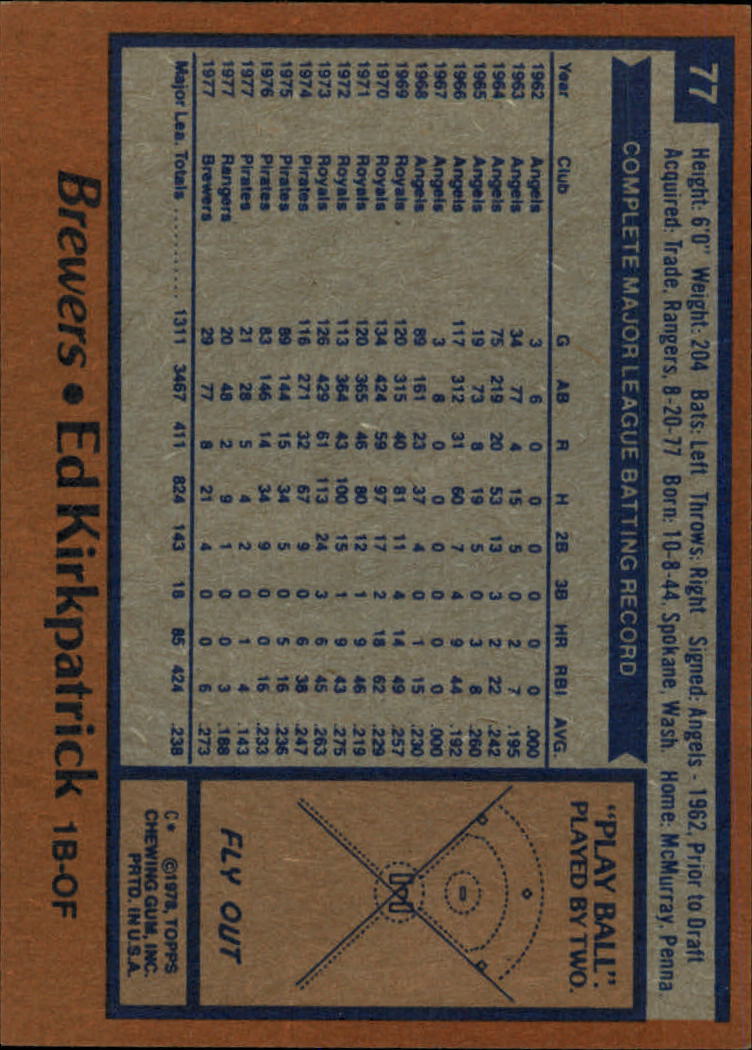 77
Height: 6'0" Weight: 204 Bats: Left Throws: Right Signed: Angels - 1962, Prior to Draft
Acquired: Trade, Rangers, 8-20-77 Born: 10-8-44, Spokane, Wash. Home: McMurray, Penna.
COMPLETE MAJOR LEAGUE BATTING RECORD
Year Club G AB R H 2B 3B HR RBI AVG.
1962 Angels 3 6 0 0 0 0 0 0 .000
1963 Angels 34 77 4 15 5 0 2 7 .195
1964 Angels 75 219 20 53 13 3 2 22 .242
1965 Angels 19 73 8 19 5 0 3 8 .260
1966 Angels 117 312 31 60 7 4 9 44 .192
1967 Angels 3 8 0 0 0 0 0 0 .000
1968 Angels 89 161 23 37 4 0 1 15 .230
1969 Royals 120 315 40 81 11 4 14 49 .257
1970 Royals 134 424 59 97 17 2 18 62 .229
1971 Royals 120 365 46 80 12 1 9 46 .219
1972 Royals 113 364 43 100 15 1 9 43 .275
1973 Royals 126 429 61 113 24 3 6 45 .263
1974 Pirates 116 271 32 67 9 0 6 38 .247
1975 Pirates 89 144 15 34 5 0 5 16 .236
1976 Pirates 83 146 14 34 9 0 0 16 .233
1977 Pirates 21 28 5 4 2 0 1 4 .143
1977 Rangers 20 48 2 9 1 0 0 3 .188
1977 Brewers 29 77 8 21 4 0 0 6 .273
Major Lea. Totals ........... 1311 3467 411 824 143 18 85 424 .238
"PLAY BALL":
PLAYED BY TWO.
FLY OUT
C* ©1978, TOPPS
CHEWING GUM, INC.
PRTD. IN U.S.A.
Brewers • Ed Kirkpatrick 1B-OF